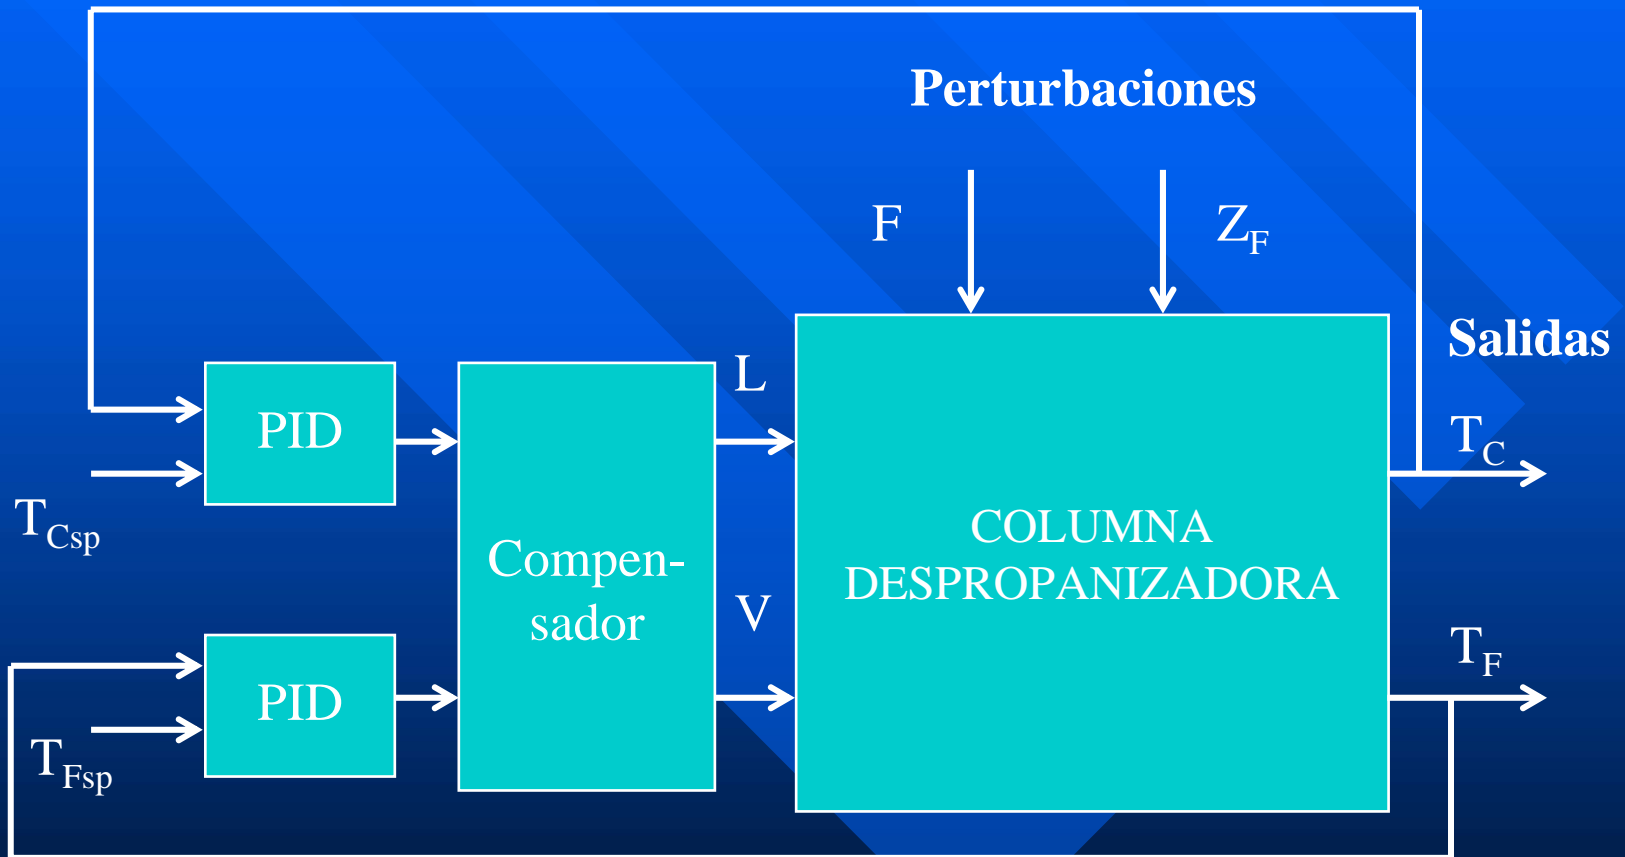 Perturbaciones
F
Z_F
Salidas
L
PID
T_C
T_Csp
COLUMNA
DESPROPANIZADORA
Compen-
sador
V
T_F
PID
T_Fsp